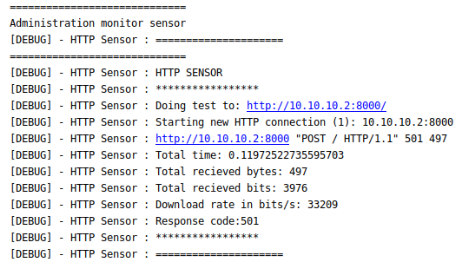 =============================
Administration monitor sensor
[DEBUG] - HTTP Sensor : =====================
=============================
[DEBUG] - HTTP Sensor : HTTP SENSOR
[DEBUG] - HTTP Sensor : *****************
[DEBUG] - HTTP Sensor : Doing test to: http://10.10.10.2:8000/
[DEBUG] - HTTP Sensor : Starting new HTTP connection (1): 10.10.10.2:8000
[DEBUG] - HTTP Sensor : http://10.10.10.2:8000 "POST / HTTP/1.1" 501 497
[DEBUG] - HTTP Sensor : Total time: 0.11972522735595703
[DEBUG] - HTTP Sensor : Total recieved bytes: 497
[DEBUG] - HTTP Sensor : Total recieved bits: 3976
[DEBUG] - HTTP Sensor : Download rate in bits/s: 33209
[DEBUG] - HTTP Sensor : Response code:501
[DEBUG] - HTTP Sensor : *****************
[DEBUG] - HTTP Sensor : =====================